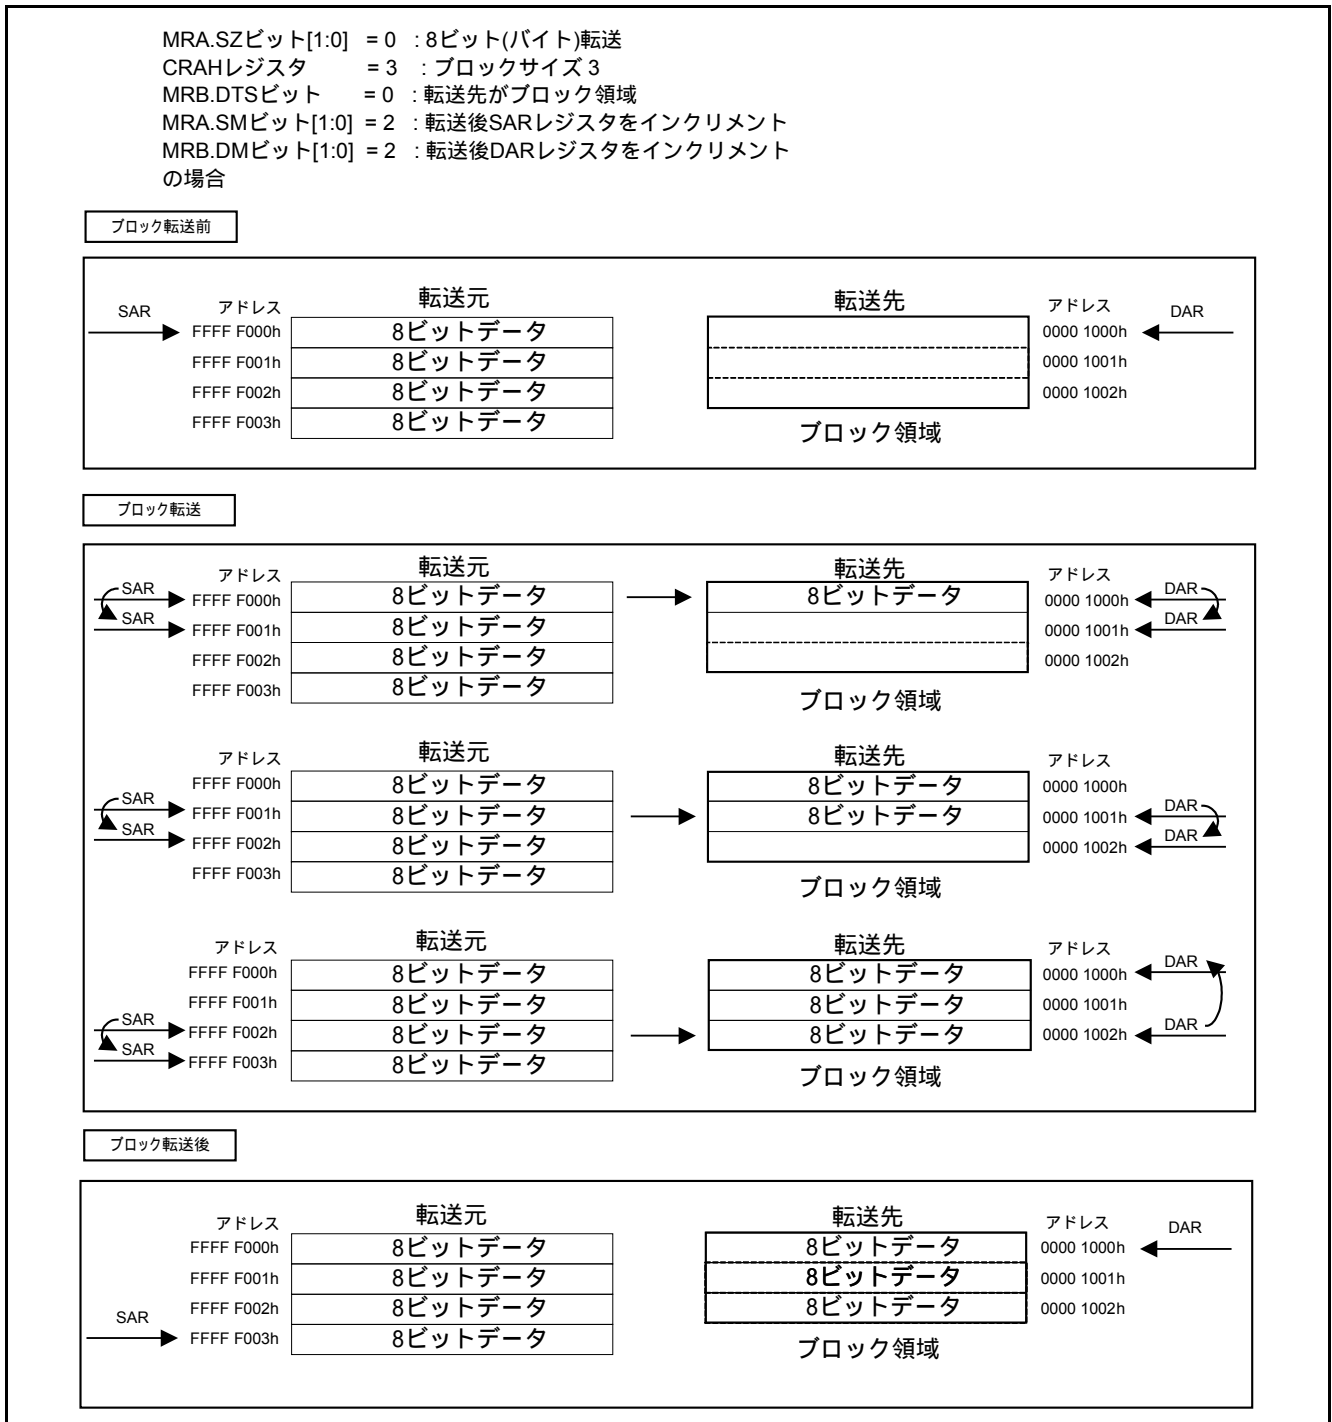 MRA.SZビット[1:0] = 0 : 8ビット(バイト)転送
CRAHレジスタ = 3 : ブロックサイズ 3
MRB.DTSビット = 0 : 転送先がブロック領域
MRA.SMビット[1:0] = 2 : 転送後SARレジスタをインクリメント
MRB.DMビット[1:0] = 2 : 転送後DARレジスタをインクリメント
の場合
ブロック転送前
SAR アドレス 転送元 転送先 アドレス DAR
FFFF F000h 8ビットデータ 0000 1000h
FFFF F001h 8ビットデータ 0000 1001h
FFFF F002h 8ビットデータ 0000 1002h
FFFF F003h 8ビットデータ ブロック領域
ブロック転送
アドレス 転送元 転送先 アドレス
SAR FFFF F000h 8ビットデータ 8ビットデータ 0000 1000h DAR
SAR FFFF F001h 8ビットデータ 0000 1001h DAR
FFFF F002h 8ビットデータ 0000 1002h
FFFF F003h 8ビットデータ ブロック領域
アドレス 転送元 転送先 アドレス
FFFF F000h 8ビットデータ 8ビットデータ 0000 1000h
SAR FFFF F001h 8ビットデータ 8ビットデータ 0000 1001h DAR
SAR FFFF F002h 8ビットデータ 0000 1002h DAR
FFFF F003h 8ビットデータ ブロック領域
アドレス 転送元 転送先 アドレス
FFFF F000h 8ビットデータ 8ビットデータ 0000 1000h DAR
FFFF F001h 8ビットデータ 8ビットデータ 0000 1001h
SAR FFFF F002h 8ビットデータ 8ビットデータ 0000 1002h DAR
SAR FFFF F003h 8ビットデータ ブロック領域
ブロック転送後
アドレス 転送元 転送先 アドレス DAR
FFFF F000h 8ビットデータ 8ビットデータ 0000 1000h
FFFF F001h 8ビットデータ 8ビットデータ 0000 1001h
FFFF F002h 8ビットデータ 8ビットデータ 0000 1002h
SAR FFFF F003h 8ビットデータ ブロック領域